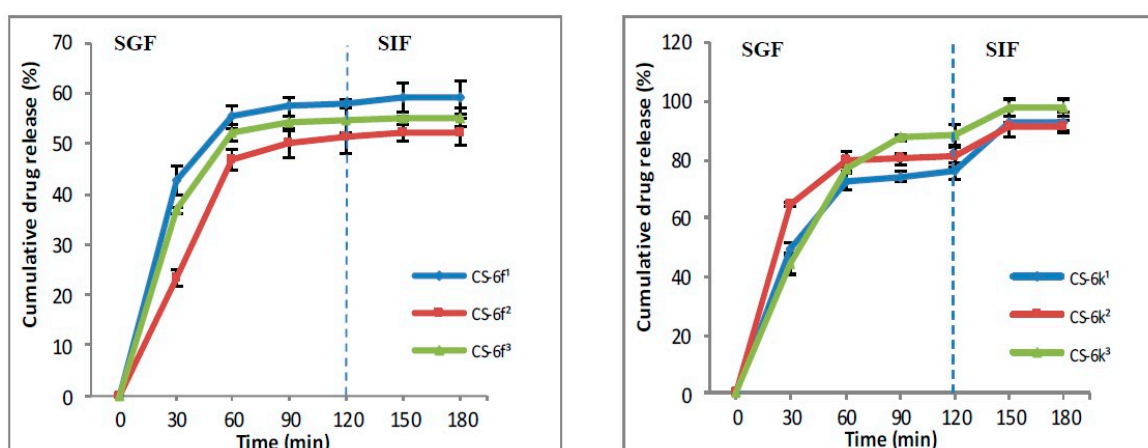 SGF
SIF
Cumulative drug release (%)
70
60
50
40
30
20
10
0
0 30 60 90 120 150 180
Time (min)
CS-6f¹
CS-6f²
CS-6f³
SGF
SIF
Cumulative drug release (%)
120
100
80
60
40
20
0
0 30 60 90 120 150 180
Time (min)
CS-6k¹
CS-6k²
CS-6k³